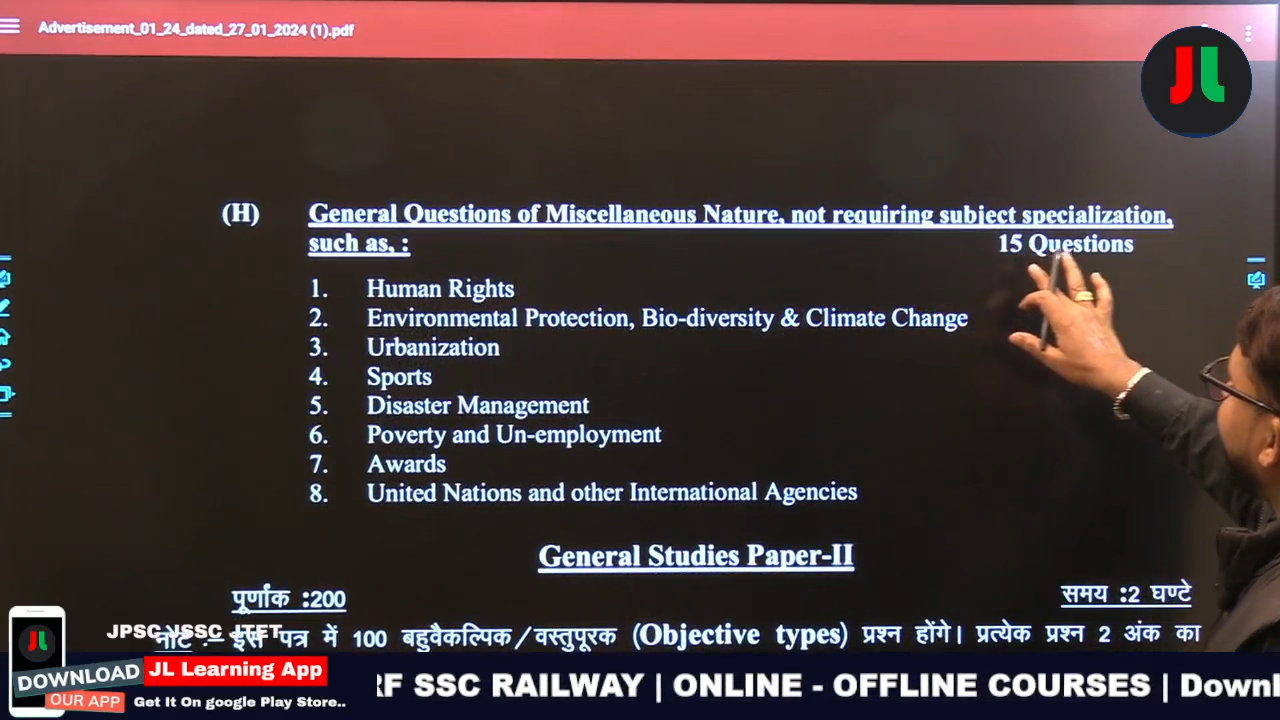 Advertisement_01_24_dated_27_01_2024 (1).pdf
JL
(H) General Questions of Miscellaneous Nature, not requiring subject specialization,
such as, : 15 Questions
1. Human Rights
2. Environmental Protection, Bio-diversity & Climate Change
3. Urbanization
4. Sports
5. Disaster Management
6. Poverty and Un-employment
7. Awards
8. United Nations and other International Agencies
General Studies Paper-II
पूर्णांक :200 समय :2 घण्टे
नोट – इस पत्र में 100 बहुवैकल्पिक/वस्तुपूरक (Objective types) प्रश्न होंगे। प्रत्येक प्रश्न 2 अंक का
JPSC JSSC JTET
JL
DOWNLOAD JL Learning App
OUR APP Get It On google Play Store..
RF SSC RAILWAY | ONLINE - OFFLINE COURSES |